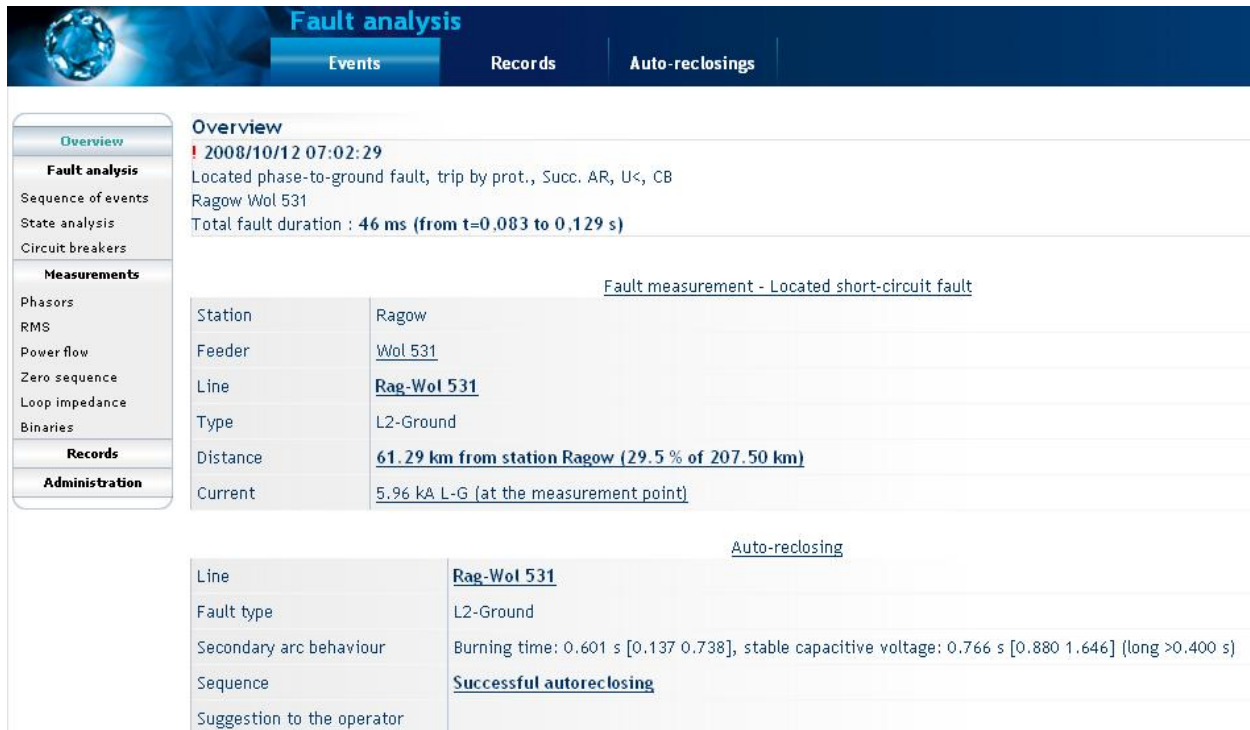 Fault analysis
Events Records Auto-reclosings
Overview
Fault analysis
Sequence of events
State analysis
Circuit breakers
Measurements
Phasors
RMS
Power flow
Zero sequence
Loop impedance
Binaries
Records
Administration
Overview
! 2008/10/12 07:02:29
Located phase-to-ground fault, trip by prot., Succ. AR, U<, CB
Ragow Wol 531
Total fault duration : 46 ms (from t=0,083 to 0,129 s)
Fault measurement - Located short-circuit fault
Station Ragow
Feeder Wol 531
Line Rag-Wol 531
Type L2-Ground
Distance 61.29 km from station Ragow (29.5 % of 207.50 km)
Current 5.96 kA L-G (at the measurement point)
Auto-reclosing
Line Rag-Wol 531
Fault type L2-Ground
Secondary arc behaviour Burning time: 0.601 s [0.137 0.738], stable capacitive voltage: 0.766 s [0.880 1.646] (long >0.400 s)
Sequence Successful autoreclosing
Suggestion to the operator